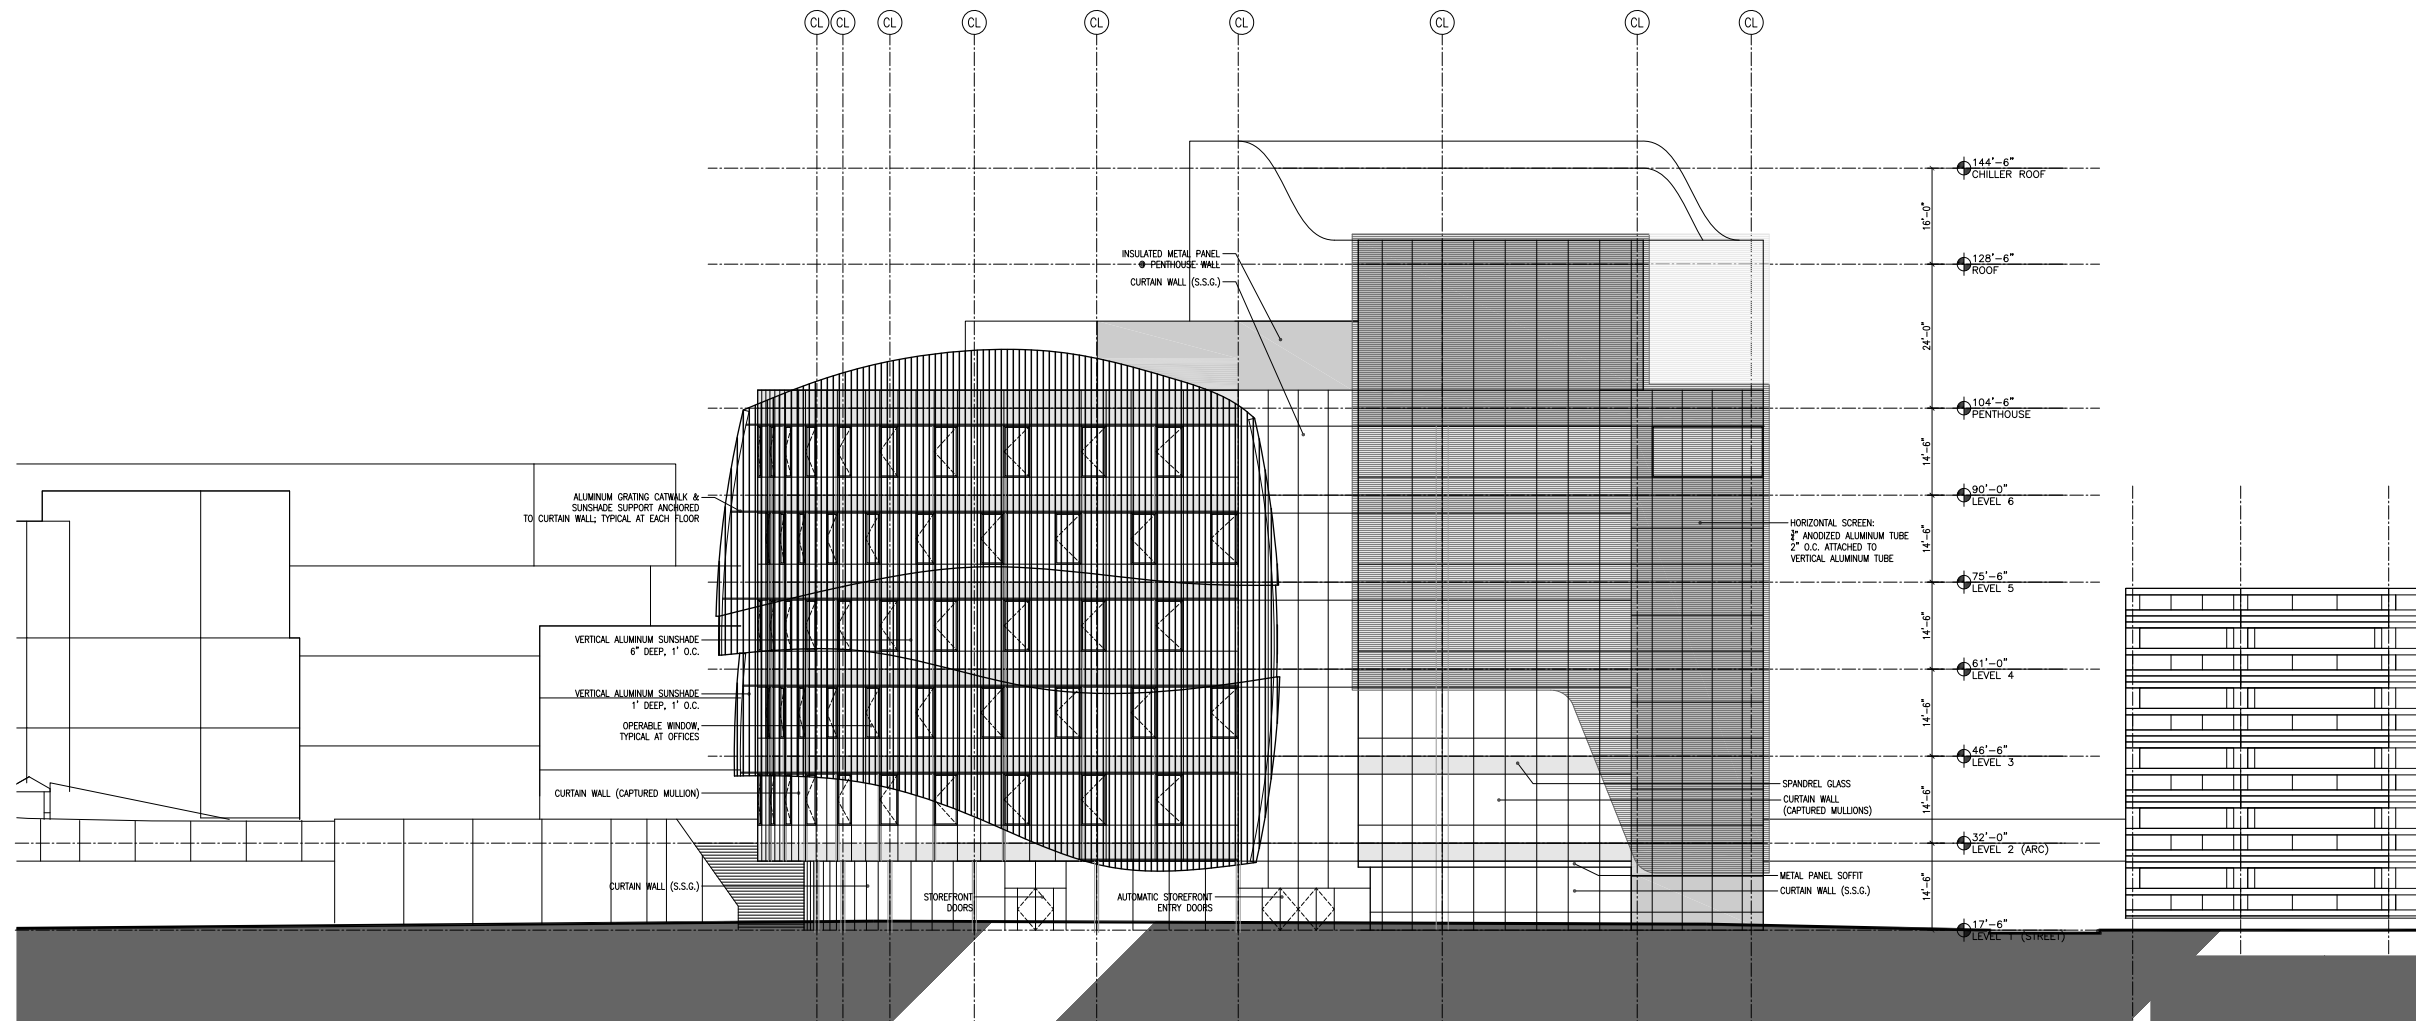 CL CL CL CL CL CL CL CL CL
144'-6"
CHILLER ROOF
16'-0"
INSULATED METAL PANEL
@ PENTHOUSE WALL
CURTAIN WALL (S.S.G.)
128'-6"
ROOF
24'-0"
104'-6"
PENTHOUSE
14'-6"
90'-0"
LEVEL 6
ALUMINUM GRATING CATWALK &
SUNSHADE SUPPORT ANCHORED
TO CURTAIN WALL; TYPICAL AT EACH FLOOR
HORIZONTAL SCREEN:
ANODIZED ALUMINUM TUBE
2" O.C. ATTACHED TO
VERTICAL ALUMINUM TUBE
14'-6"
75'-6"
LEVEL 5
14'-6"
VERTICAL ALUMINUM SUNSHADE
6" DEEP, 1' O.C.
61'-0"
LEVEL 4
VERTICAL ALUMINUM SUNSHADE
1' DEEP, 1' O.C.
14'-6"
OPERABLE WINDOW,
TYPICAL AT OFFICES
46'-6"
LEVEL 3
SPANDREL GLASS
CURTAIN WALL (CAPTURED MULLION)
CURTAIN WALL
(CAPTURED MULLIONS)
14'-6"
32'-0"
LEVEL 2 (ARC)
METAL PANEL SOFFIT
CURTAIN WALL (S.S.G.)
CURTAIN WALL (S.S.G.)
14'-6"
STOREFRONT
DOORS
AUTOMATIC STOREFRONT
ENTRY DOORS
17'-6"
LEVEL 1 (STREET)